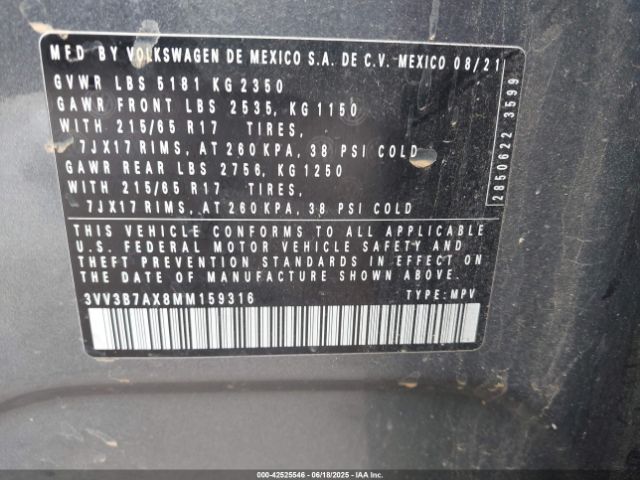 MFD BY VOLKSWAGEN DE MEXICO S.A. DE C.V. MEXICO 08/21
GVWR LBS 5181 KG 2350
GAWR FRONT LBS 2535, KG 1150
WITH 215/65 R17 TIRES,
7JX17 RIMS, AT 260 KPA, 38 PSI COLD
GAWR REAR LBS 2756, KG 1250
WITH 215/65 R17 TIRES,
7JX17 RIMS, AT 260 KPA, 38 PSI COLD
2850622 3599
THIS VEHICLE CONFORMS TO ALL APPLICABLE
U.S. FEDERAL MOTOR VEHICLE SAFETY AND
THEFT PREVENTION STANDARDS IN EFFECT ON
THE DATE OF MANUFACTURE SHOWN ABOVE.
3VV3B7AX8MM159316 TYPE: MPV
000-42525546 - 06/18/2025 - IAAI.com